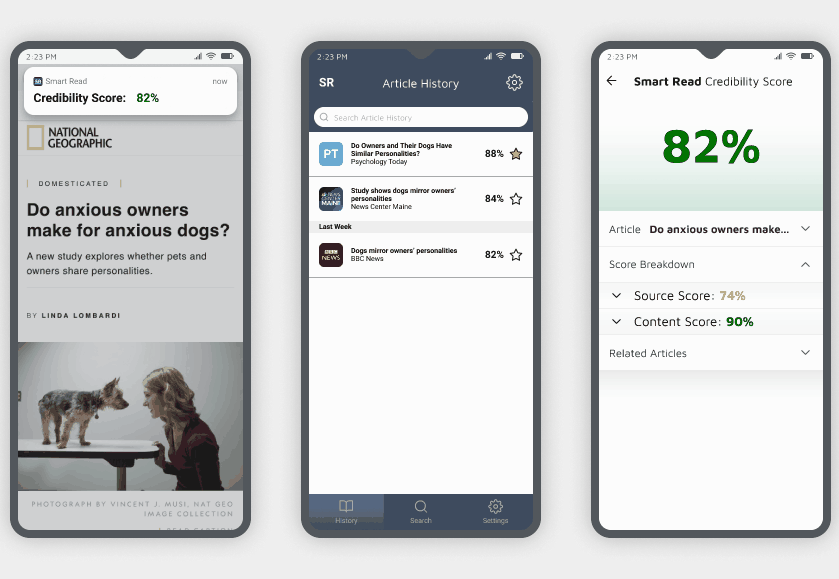 2:23 PM
SR Smart Read now
Credibility Score: 82%
NATIONAL
GEOGRAPHIC
DOMESTICATED
Do anxious owners
make for anxious dogs?
A new study explores whether pets and
owners share personalities.
BY LINDA LOMBARDI
PHOTOGRAPH BY VINCENT J. MUSI, NAT GEO
IMAGE COLLECTION
2:23 PM
SR Article History
Search Article History
PT
Do Owners and Their Dogs Have
Similar Personalities?
Psychology Today
88%
NEWS
CENTER
MAINE
Study shows dogs mirror owners'
personalities
News Center Maine
84%
Last Week
BBC
NEWS
Dogs mirror owners' personalities
BBC News
82%
History Search Settings
2:23 PM
Smart Read Credibility Score
82%
Article Do anxious owners make...
Score Breakdown
Source Score: 74%
Content Score: 90%
Related Articles